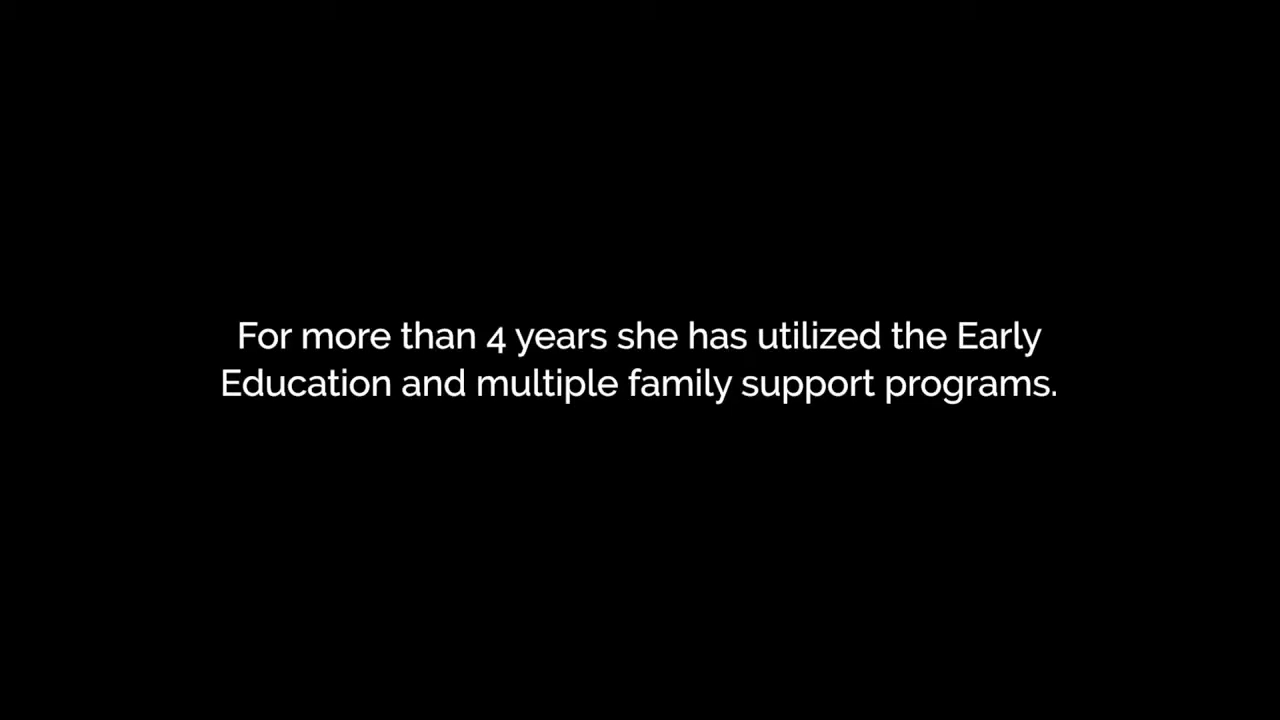 For more than 4 years she has utilized the Early
Education and multiple family support programs.